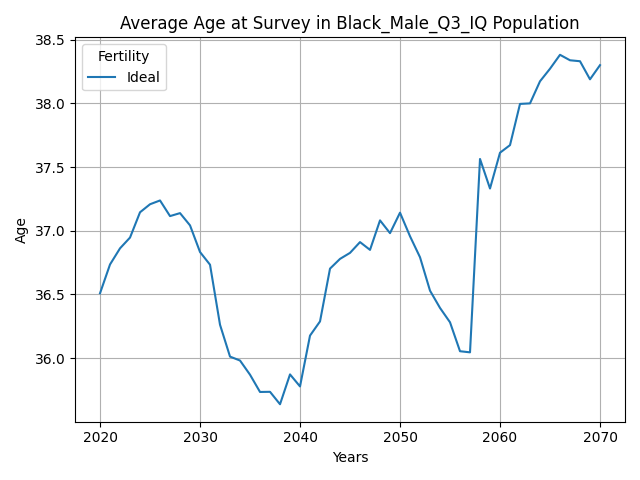 Average Age at Survey in Black_Male_Q3_IQ Population
Fertility
Ideal
38.5
38.0
37.5
37.0
36.5
36.0
Age
2020 2030 2040 2050 2060 2070
Years